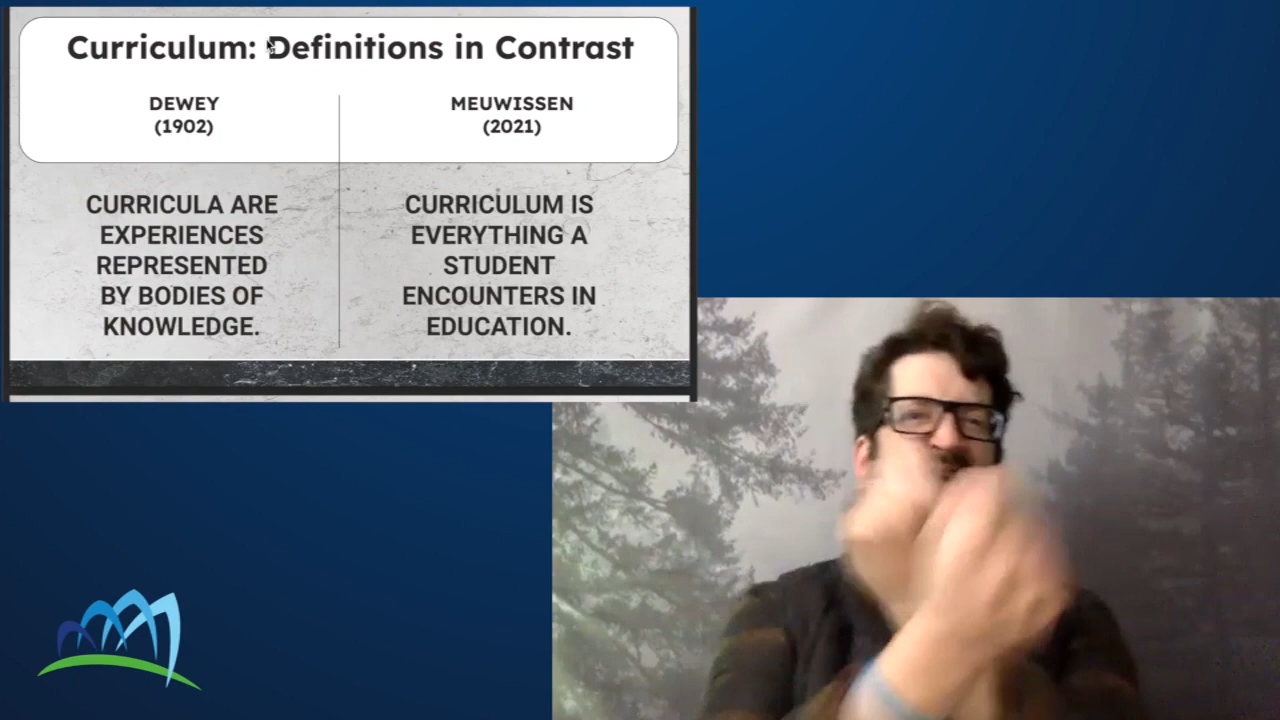 Curriculum: Definitions in Contrast
DEWEY
(1902)
MEUWISSEN
(2021)
CURRICULA ARE
EXPERIENCES
REPRESENTED
BY BODIES OF
KNOWLEDGE.
CURRICULUM IS
EVERYTHING A
STUDENT
ENCOUNTERS IN
EDUCATION.